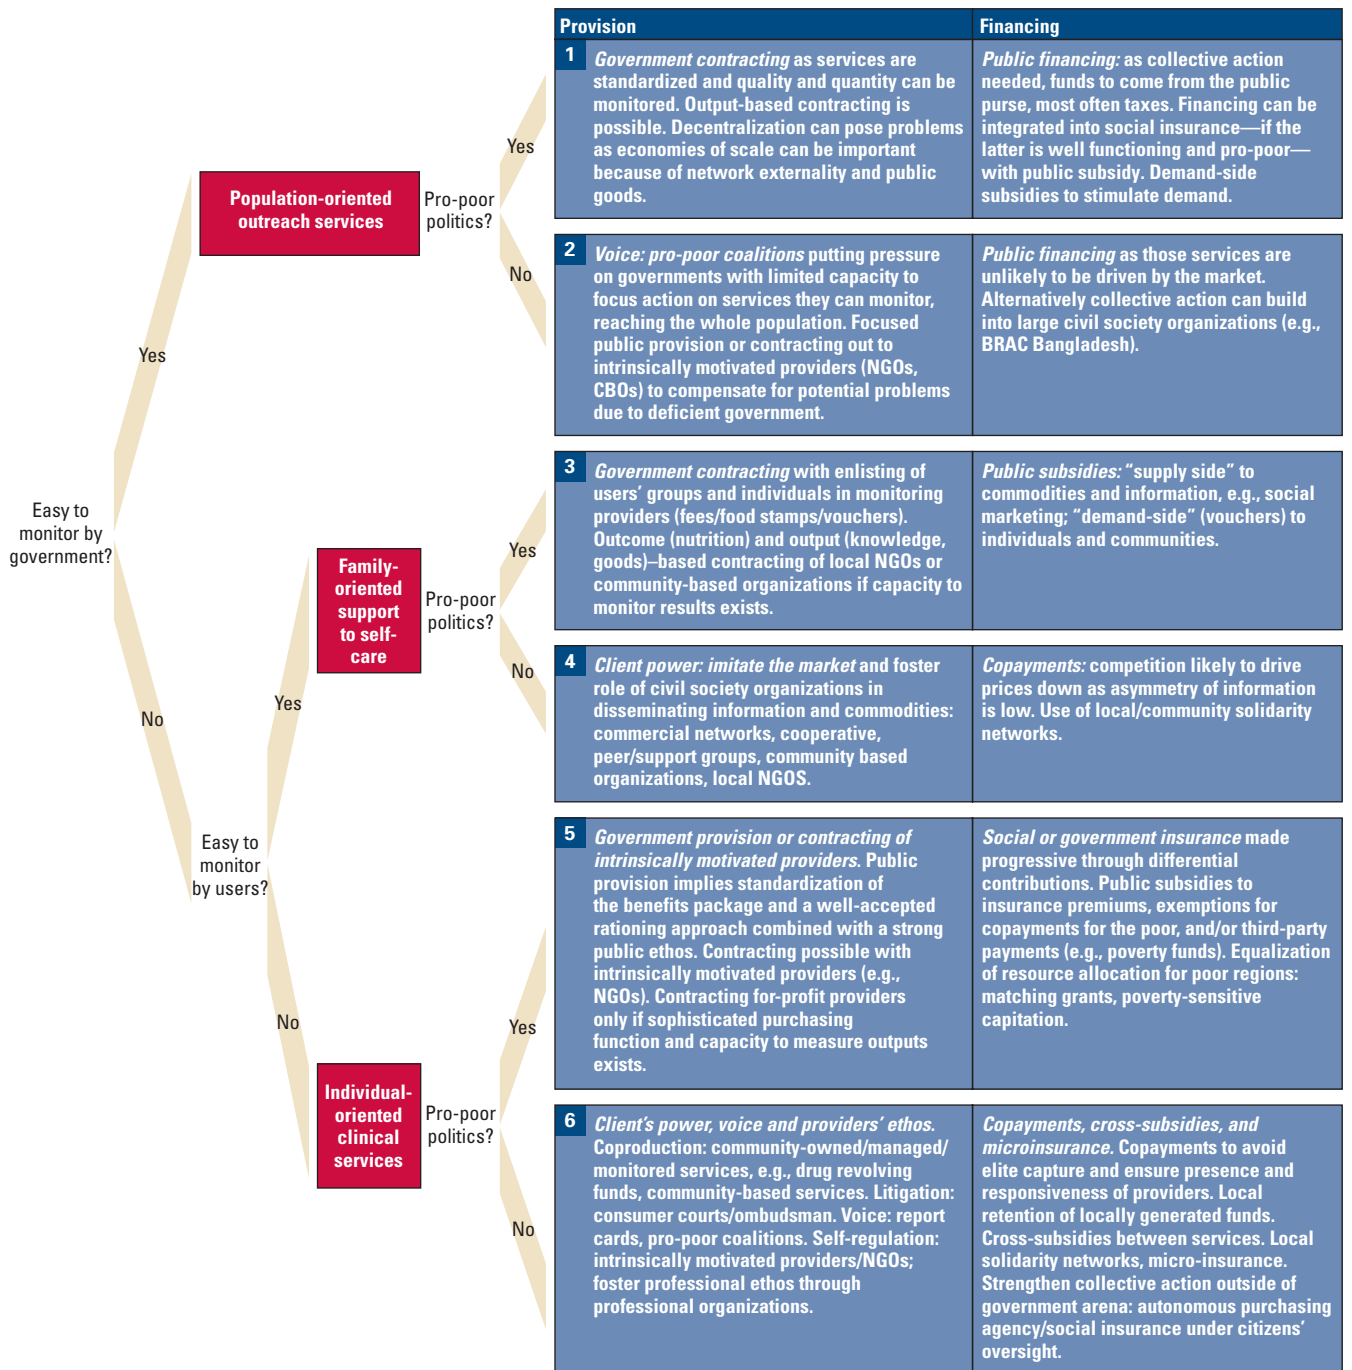 Provision
Financing
1
Government contracting as services are
standardized and quality and quantity can be
monitored. Output-based contracting is
possible. Decentralization can pose problems
as economies of scale can be important
because of network externality and public
goods.
Public financing: as collective action
needed, funds to come from the public
purse, most often taxes. Financing can be
integrated into social insurance—if the
latter is well functioning and pro-poor—
with public subsidy. Demand-side
subsidies to stimulate demand.
Yes
Population-oriented
outreach services
Pro-poor
politics?
No
2
Voice: pro-poor coalitions putting pressure
on governments with limited capacity to
focus action on services they can monitor,
reaching the whole population. Focused
public provision or contracting out to
intrinsically motivated providers (NGOs,
CBOs) to compensate for potential problems
due to deficient government.
Public financing as those services are
unlikely to be driven by the market.
Alternatively collective action can build
into large civil society organizations (e.g.,
BRAC Bangladesh).
Yes
Easy to
monitor by
government?
3
Government contracting with enlisting of
users' groups and individuals in monitoring
providers (fees/food stamps/vouchers).
Outcome (nutrition) and output (knowledge,
goods)–based contracting of local NGOs or
community-based organizations if capacity to
monitor results exists.
Public subsidies: “supply side” to
commodities and information, e.g., social
marketing; “demand-side” (vouchers) to
individuals and communities.
Yes
Family-
oriented
support
to self-
care
Pro-poor
politics?
No
4
Client power: imitate the market and foster
role of civil society organizations in
disseminating information and commodities:
commercial networks, cooperative,
peer/support groups, community based
organizations, local NGOS.
Copayments: competition likely to drive
prices down as asymmetry of information
is low. Use of local/community solidarity
networks.
Yes
No
Easy to
monitor
by users?
5
Government provision or contracting of
intrinsically motivated providers. Public
provision implies standardization of
the benefits package and a well-accepted
rationing approach combined with a strong
public ethos. Contracting possible with
intrinsically motivated providers (e.g.,
NGOs). Contracting for-profit providers
only if sophisticated purchasing
function and capacity to measure outputs
exists.
Social or government insurance made
progressive through differential
contributions. Public subsidies to
insurance premiums, exemptions for
copayments for the poor, and/or third-party
payments (e.g., poverty funds). Equalization
of resource allocation for poor regions:
matching grants, poverty-sensitive
capitation.
No
Yes
Individual-
oriented
clinical
services
Pro-poor
politics?
No
6
Client's power, voice and providers' ethos.
Coproduction: community-owned/managed/
monitored services, e.g., drug revolving
funds, community-based services. Litigation:
consumer courts/ombudsman. Voice: report
cards, pro-poor coalitions. Self-regulation:
intrinsically motivated providers/NGOs;
foster professional ethos through
professional organizations.
Copayments, cross-subsidies, and
microinsurance. Copayments to avoid
elite capture and ensure presence and
responsiveness of providers. Local
retention of locally generated funds.
Cross-subsidies between services. Local
solidarity networks, micro-insurance.
Strengthen collective action outside of
government arena: autonomous purchasing
agency/social insurance under citizens'
oversight.